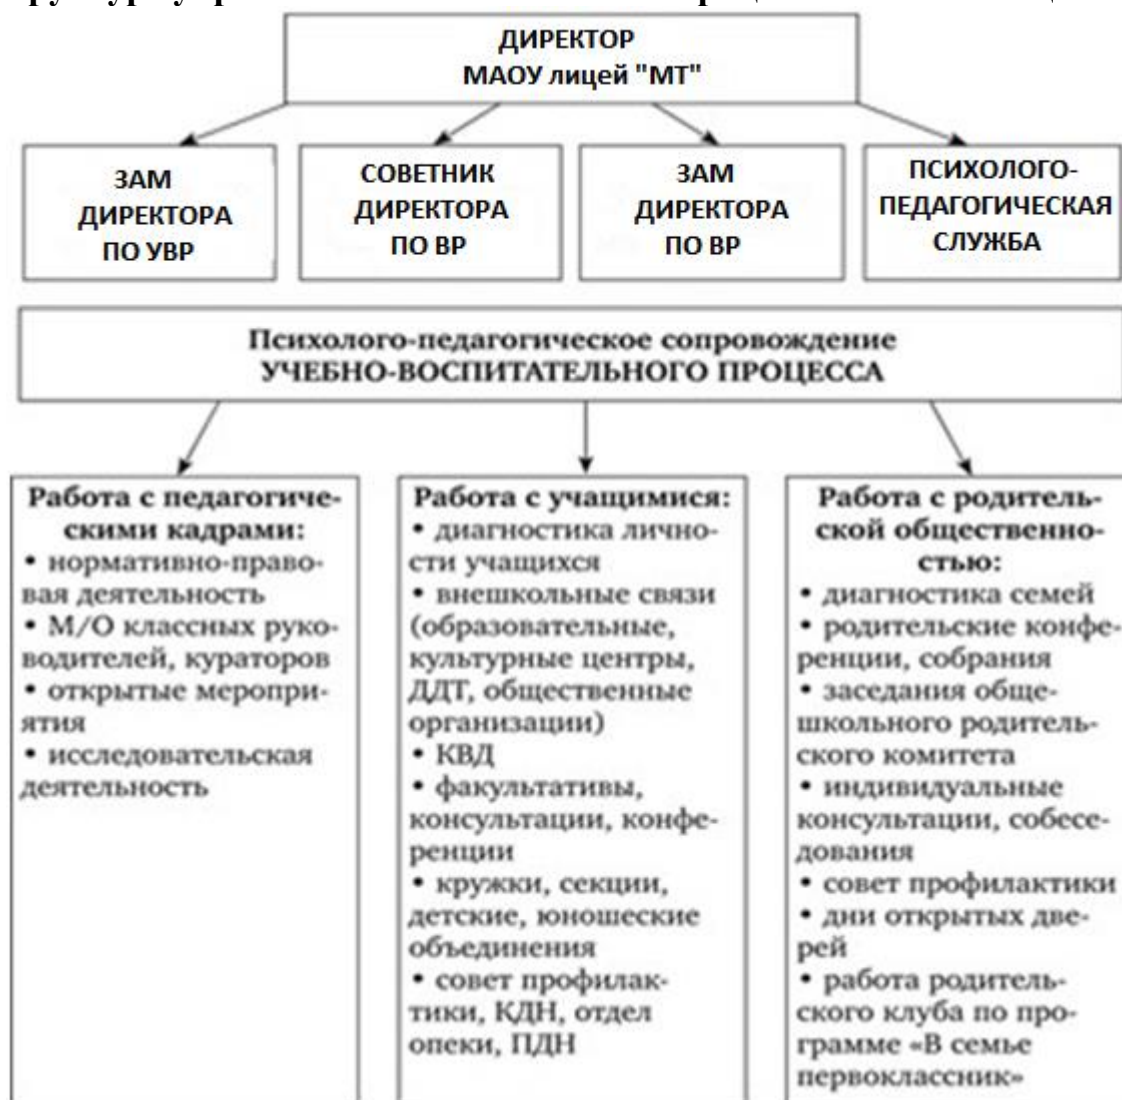 ДИРЕКТОР
МАОУ лицей "МТ"
ЗАМ
ДИРЕКТОРА
ПО УВР
СОВЕТНИК
ДИРЕКТОРА
ПО ВР
ЗАМ
ДИРЕКТОРА
ПО ВР
ПСИХОЛОГО-
ПЕДАГОГИЧЕСКАЯ
СЛУЖБА
Психолого-педагогическое сопровождение
УЧЕБНО-ВОСПИТАТЕЛЬНОГО ПРОЦЕССА
Работа с педагогиче-
скими кадрами:
• нормативно-право-
вая деятельность
• М/О классных руко-
водителей, кураторов
• открытые меропри-
ятия
• исследовательская
деятельность
Работа с учащимися:
• диагностика лично-
сти учащихся
• внешкольные связи
(образовательные,
культурные центры,
ДДТ, общественные
организации)
• КВД
• факультативы,
консультации, конфе-
ренции
• кружки, секции,
детские, юношеские
объединения
• совет профилак-
тики, КДН, отдел
опеки, ПДН
Работа с родитель-
ской общественно-
стью:
• диагностика семей
• родительские конфе-
ренции, собрания
• заседания обще-
школьного родитель-
ского комитета
• индивидуальные
консультации, собесе-
дования
• совет профилактики
• дни открытых две-
рей
• работа родитель-
ского клуба по про-
грамме «В семье
первоклассник»